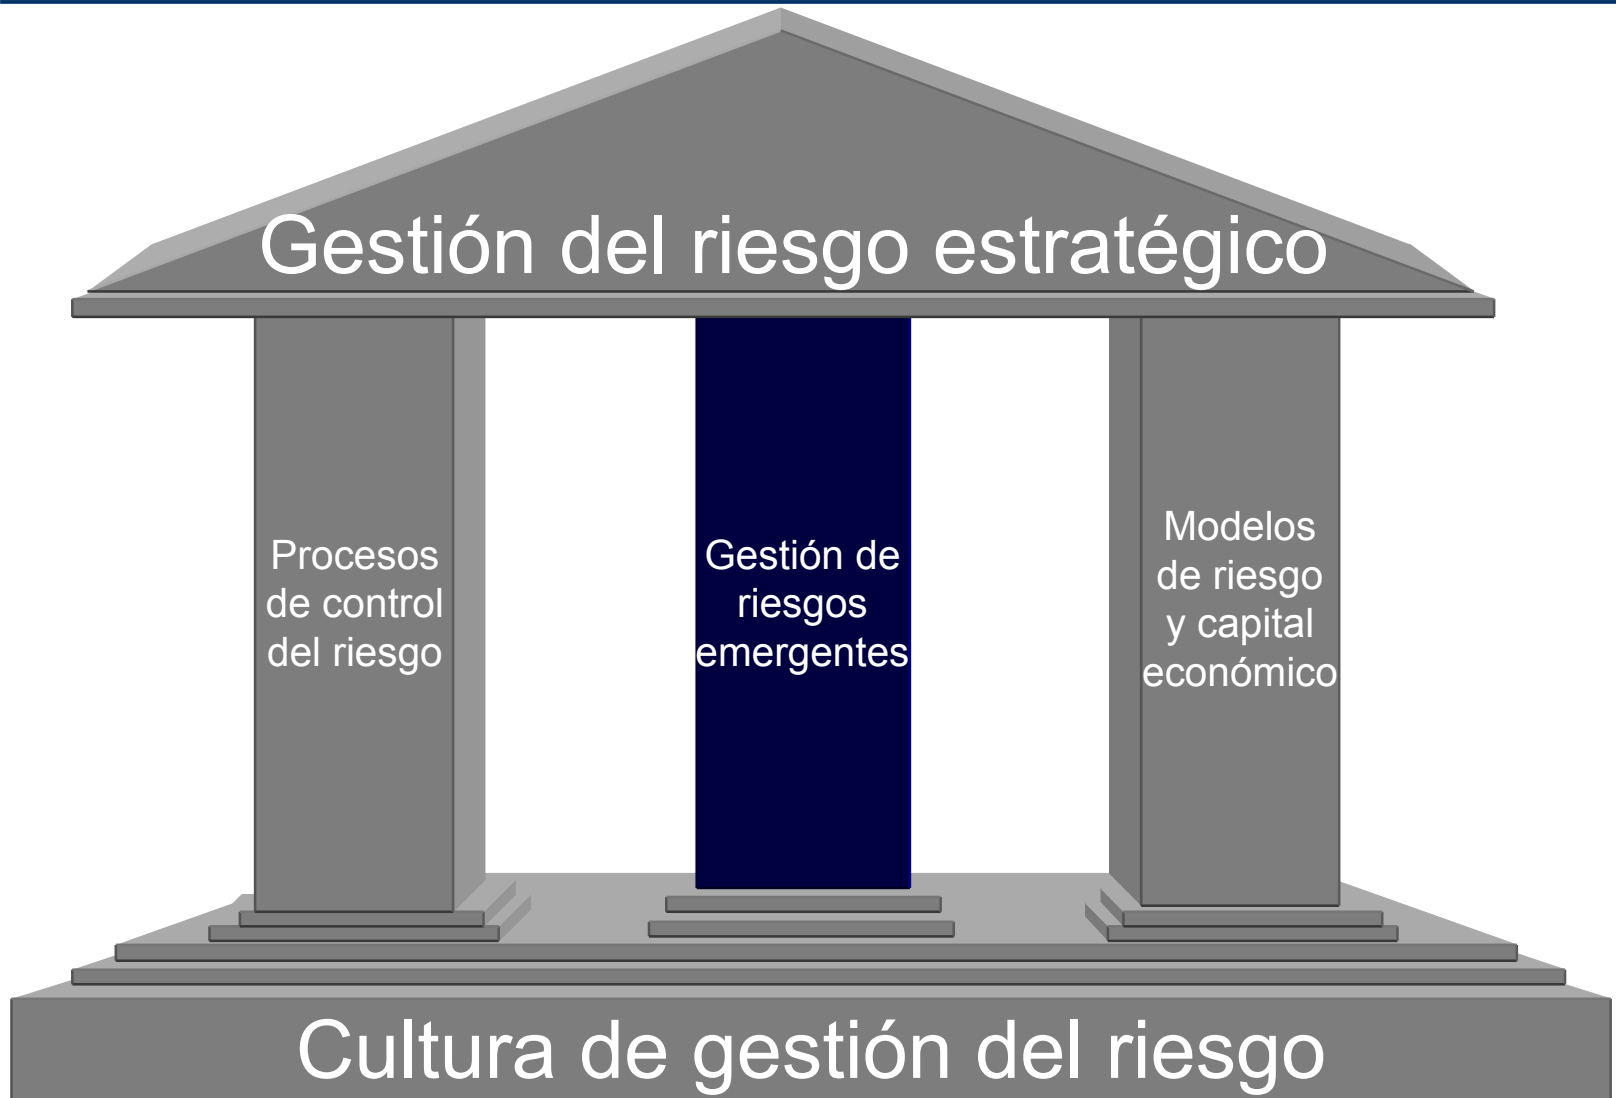 Gestión del riesgo estratégico
Procesos
de control
del riesgo
Gestión de
riesgos
emergentes
Modelos
de riesgo
y capital
económico
Cultura de gestión del riesgo